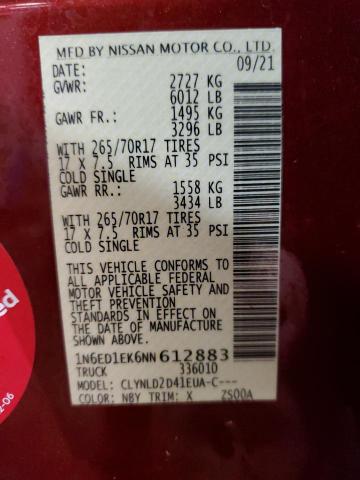 MFD BY NISSAN MOTOR CO., LTD.
DATE: 09/21
GVWR: 2727 KG
6012 LB
GAWR FR.: 1495 KG
3296 LB
WITH 265/70R17 TIRES
17 X 7.5 RIMS AT 35 PSI
COLD SINGLE
GAWR RR.: 1558 KG
3434 LB
WITH 265/70R17 TIRES
17 X 7.5 RIMS AT 35 PSI
COLD SINGLE
THIS VEHICLE CONFORMS TO
ALL APPLICABLE FEDERAL
MOTOR VEHICLE SAFETY AND
THEFT PREVENTION
STANDARDS IN EFFECT ON
THE DATE OF MANUFACTURE
SHOWN ABOVE.
1N6ED1EK6NN612883
TRUCK 336010
MODEL: CLYNLD2D41EUA-C---
COLOR: NBY TRIM: X ZS00A